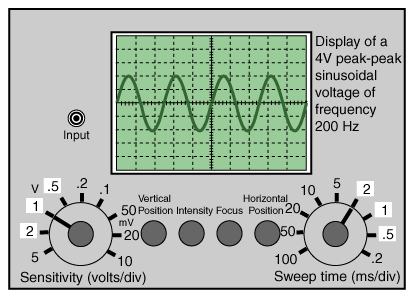 Display of a
4V peak-peak
sinusoidal
voltage of
frequency
200 Hz
Input
V
.5
.2
.1
1
50
mV
2
20
5
10
Sensitivity (volts/div)
Vertical
Position
Intensity
Focus
Horizontal
Position
10
5
2
20
1
50
.5
100
.2
Sweep time (ms/div)